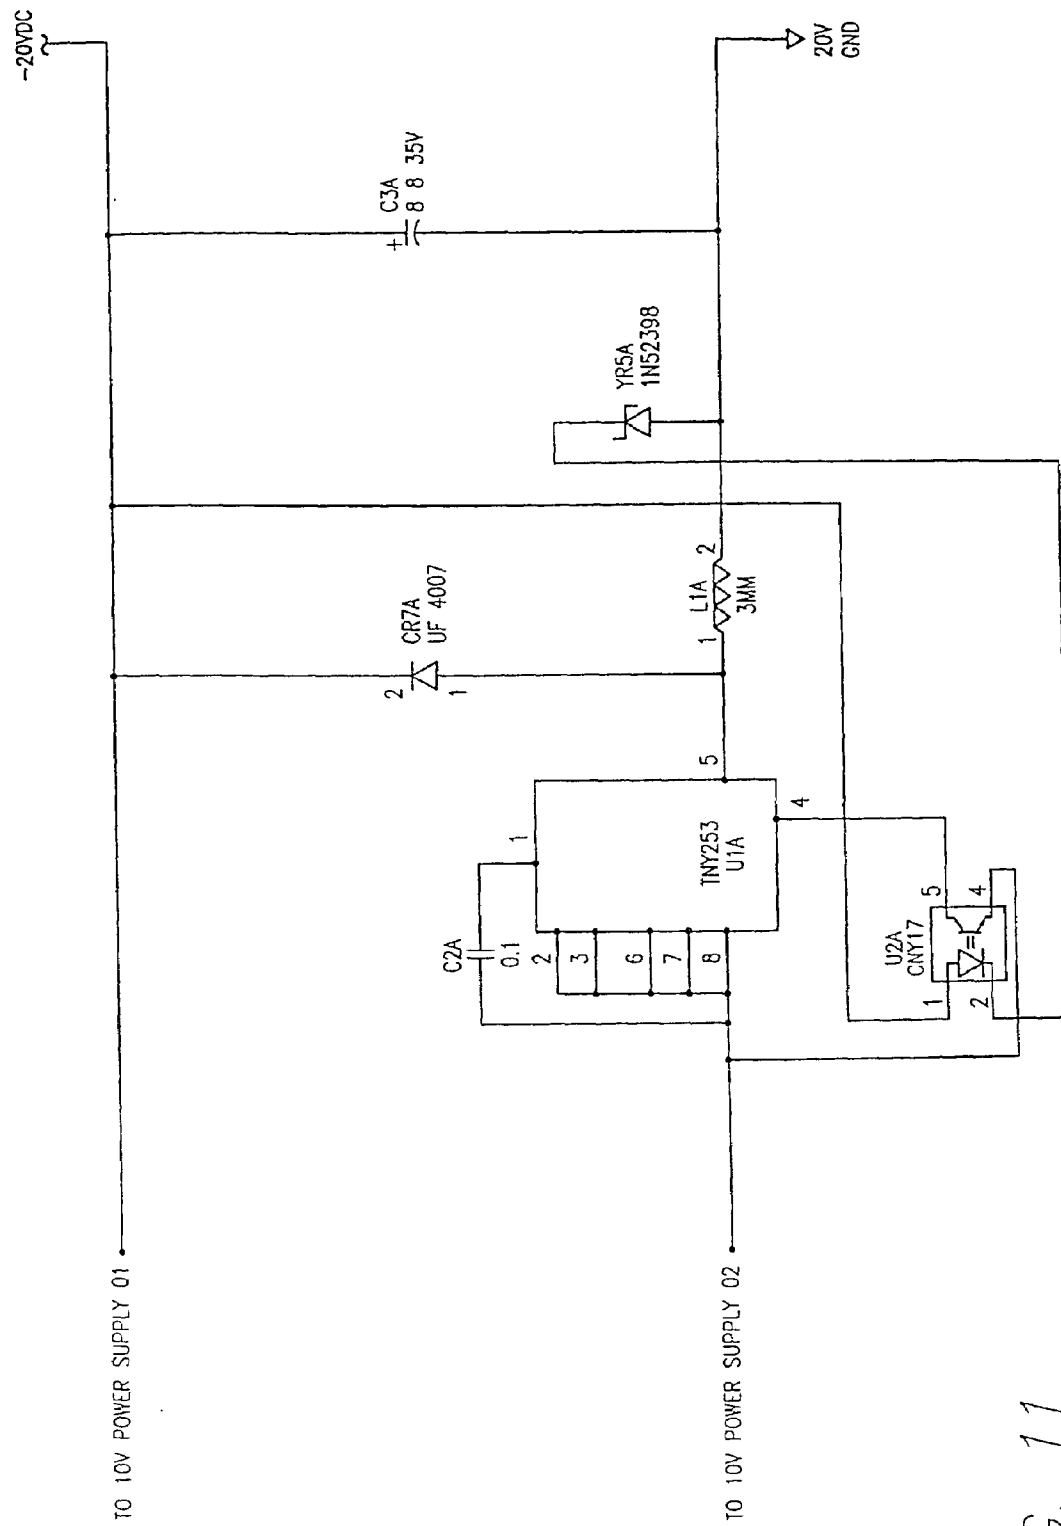 TO 10V POWER SUPPLY 01
~20VDC
C2A
0.1
CR7A
UF 4007
2
1
C3A
8 8 35V
+
1
2
3
6
7
8
TNY253
U1A
5
4
1
L1A
2
3MM
YR5A
1N52398
TO 10V POWER SUPPLY 02
20V
GND
U2A
CNY17
1
2
5
4
11